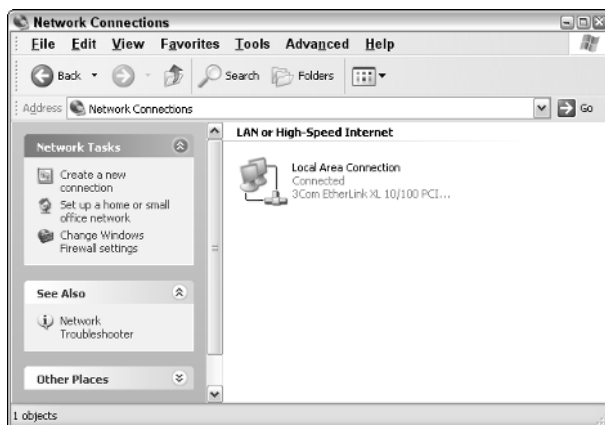 Network Connections
File Edit View Favorites Tools Advanced Help
Back Search Folders
Address Network Connections Go
Network Tasks
Create a new
connection
Set up a home or small
office network
Change Windows
Firewall settings
See Also
Network
Troubleshooter
Other Places
LAN or High-Speed Internet
Local Area Connection
Connected
3Com EtherLink XL 10/100 PCI...
1 objects